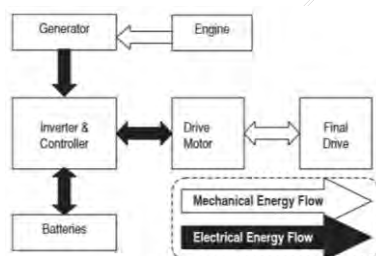 Generator
Engine
Inverter &
Controller
Drive
Motor
Final
Drive
Mechanical Energy Flow
Batteries
Electrical Energy Flow